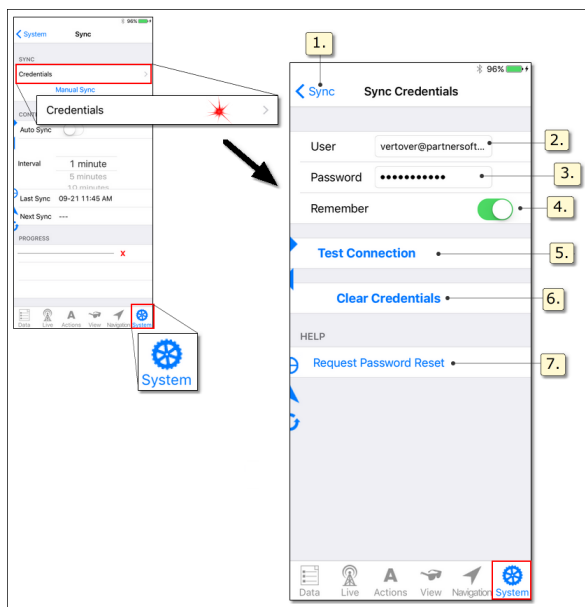 96%
System Sync
SYNC
Credentials
Manual Sync
Credentials
Auto Sync
Interval 1 minute
5 minutes
10 minutes
Last Sync 09-21 11:45 AM
Next Sync ---
PROGRESS
x
Data Live Actions View Navigation System
System
1.
96%
Sync Sync Credentials
User vertover@partnersoft...
2.
Password •••••••••••
3.
Remember
4.
Test Connection
5.
Clear Credentials
6.
HELP
Request Password Reset
7.
Data Live Actions View Navigation System